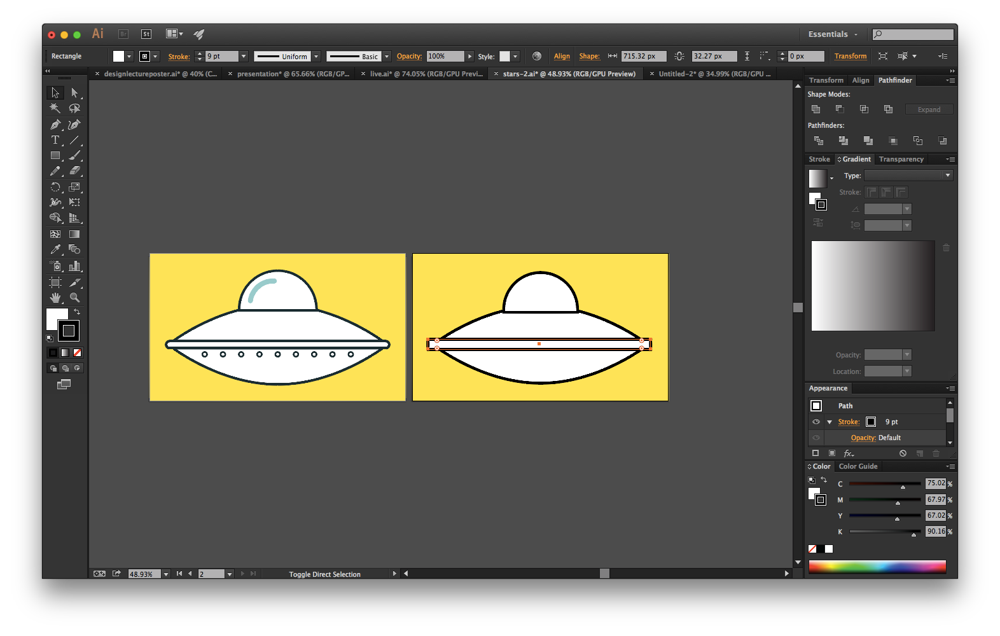 Ai Br St Essentials
Rectangle Stroke: 9 pt Uniform Basic Opacity: 100% Style: Align Shape: 715.32 px 32.27 px 0 px Transform
× designlectureposter.ai* @ 40% (C... × presentation* @ 65.66% (RGB/GP... × live.ai* @ 74.05% (RGB/GPU Previ... × stars-2.ai* @ 48.93% (RGB/GPU Preview) × Untitled-2* @ 34.99% (RGB/GPU ...
Transform Align Pathfinder
Shape Modes:
Expand
Pathfinders:
Stroke Gradient Transparency
Type:
Stroke:
Opacity:
Location:
Appearance
Path
Stroke: 9 pt
Opacity: Default
fx
Color Color Guide
C 75.02 %
M 67.97 %
Y 67.02 %
K 90.16 %
T
48.93% 2 Toggle Direct Selection